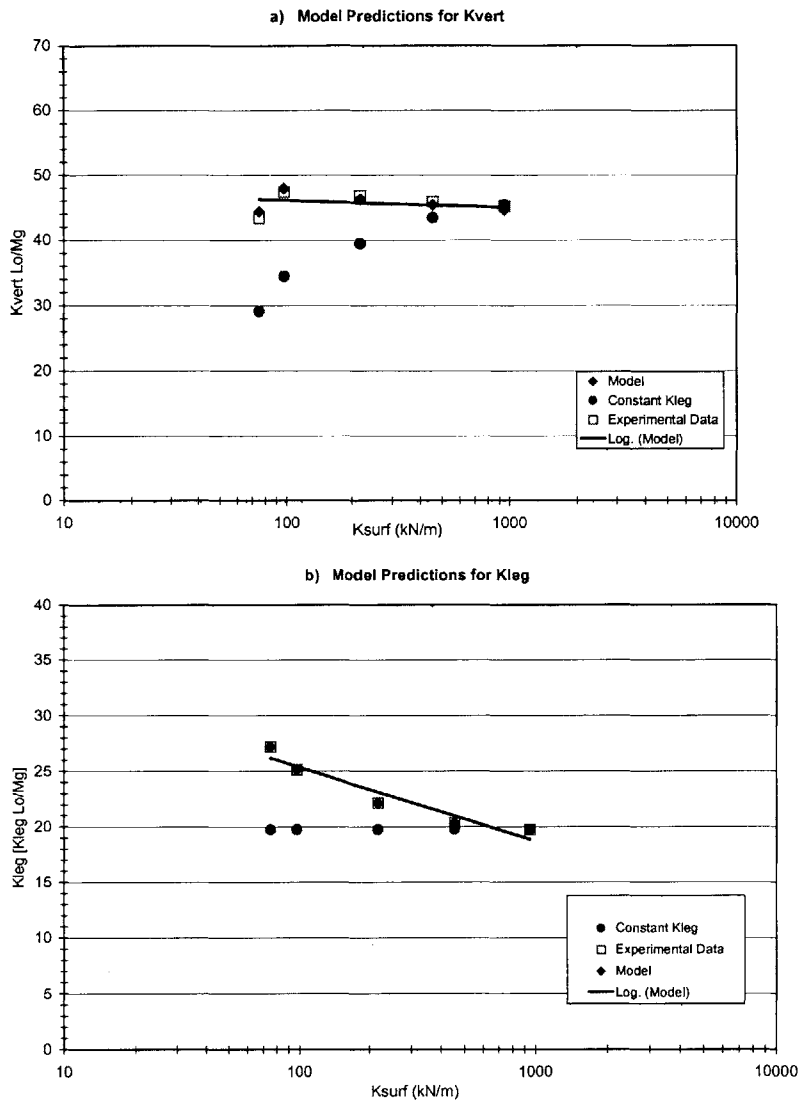 a) Model Predictions for Kvert
70
60
50
40
30
20
10
0
Kvert Lo/Mg
10
100
1000
10000
Ksurf (kN/m)
Model
Constant Kleg
Experimental Data
Log. (Model)
b) Model Predictions for Kleg
40
35
30
25
20
15
10
5
0
Kleg [Kleg Lo/Mg]
10
100
1000
10000
Ksurf (kN/m)
Constant Kleg
Experimental Data
Model
Log. (Model)